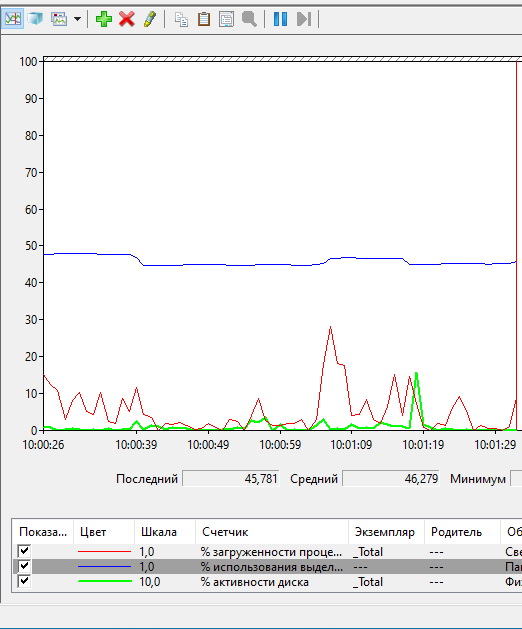 100
90
80
70
60
50
40
30
20
10
0
10:00:26 10:00:39 10:00:49 10:00:59 10:01:09 10:01:19 10:01:29
Последний 45,781 Средний 46,279 Минимум
Показа... Цвет Шкала Счетчик Экземпляр Родитель Об
1,0 % загруженности проце... _Total --- Све
1,0 % использования выдел... --- --- Пам
10,0 % активности диска _Total --- Физ